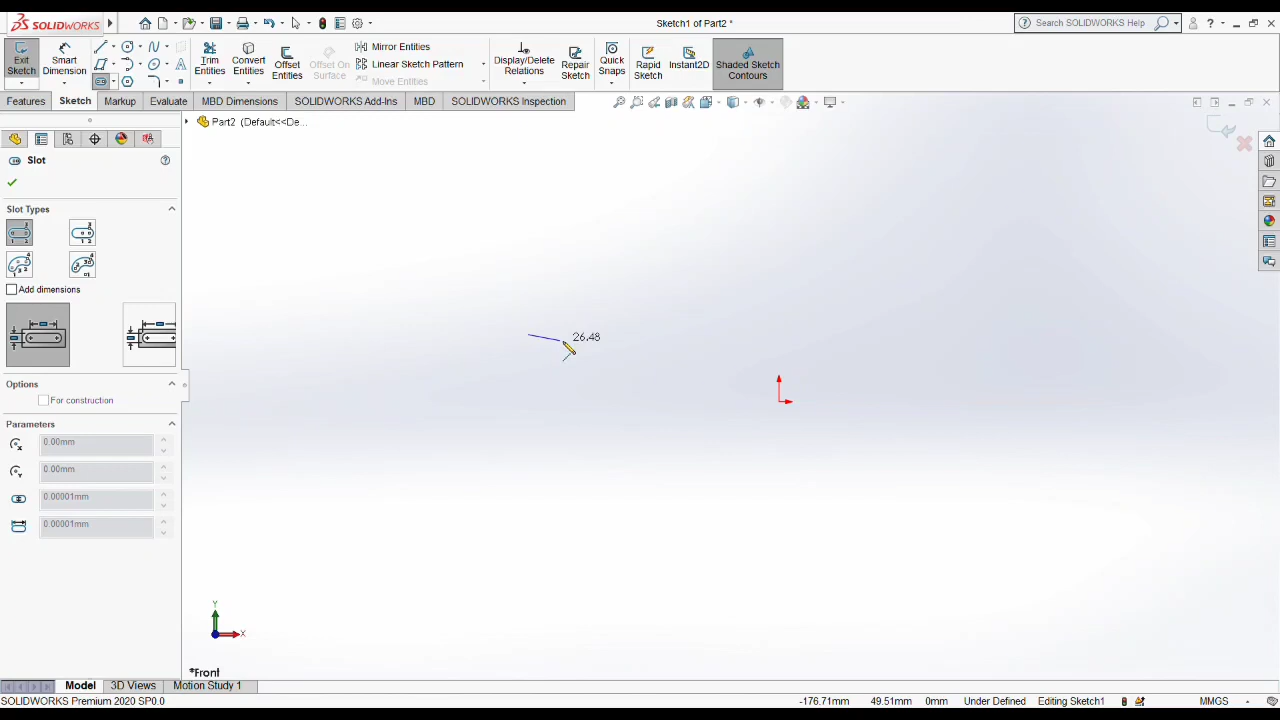 SOLIDWORKS
Sketch1 of Part2 *
Search SOLIDWORKS Help
Exit Sketch
Smart Dimension
Trim Entities
Convert Entities
Offset Entities
Offset On Surface
Mirror Entities
Linear Sketch Pattern
Move Entities
Display/Delete Relations
Repair Sketch
Quick Snaps
Rapid Sketch
Instant2D
Shaded Sketch Contours
Features
Sketch
Markup
Evaluate
MBD Dimensions
SOLIDWORKS Add-Ins
MBD
SOLIDWORKS Inspection
Part2 (Default<<De...
Slot
Slot Types
Add dimensions
26.48
Options
For construction
Parameters
0.00mm
0.00mm
0.00001mm
0.00001mm
Y
X
*Front
Model
3D Views
Motion Study 1
SOLIDWORKS Premium 2020 SP0.0
-176.71mm
49.51mm
0mm
Under Defined
Editing Sketch1
MMGS